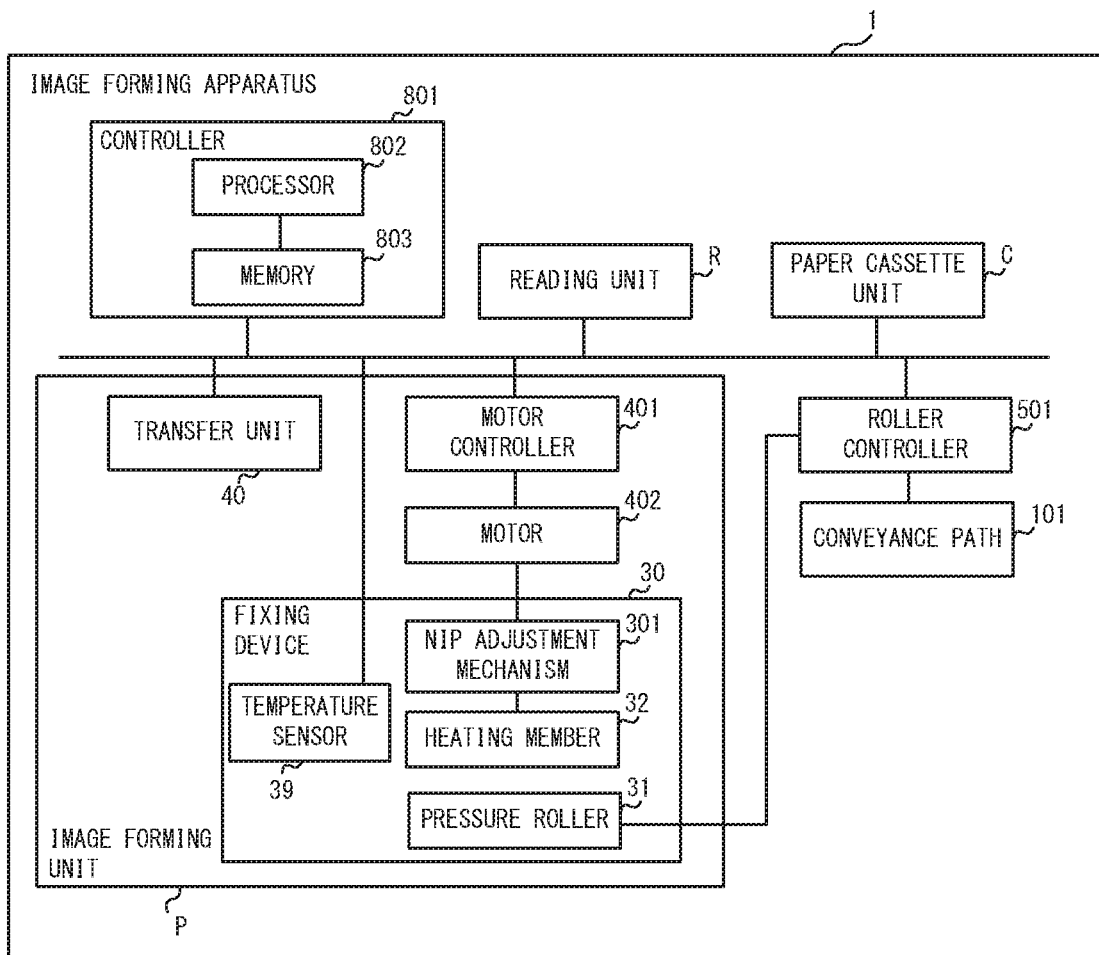 1
IMAGE FORMING APPARATUS
801
CONTROLLER
802
PROCESSOR
803
MEMORY
R
READING UNIT
C
PAPER CASSETTE
UNIT
TRANSFER UNIT
40
401
MOTOR
CONTROLLER
501
ROLLER
CONTROLLER
402
MOTOR
101
CONVEYANCE PATH
30
FIXING
DEVICE
301
NIP ADJUSTMENT
MECHANISM
TEMPERATURE
SENSOR
39
32
HEATING MEMBER
31
PRESSURE ROLLER
IMAGE FORMING
UNIT
P